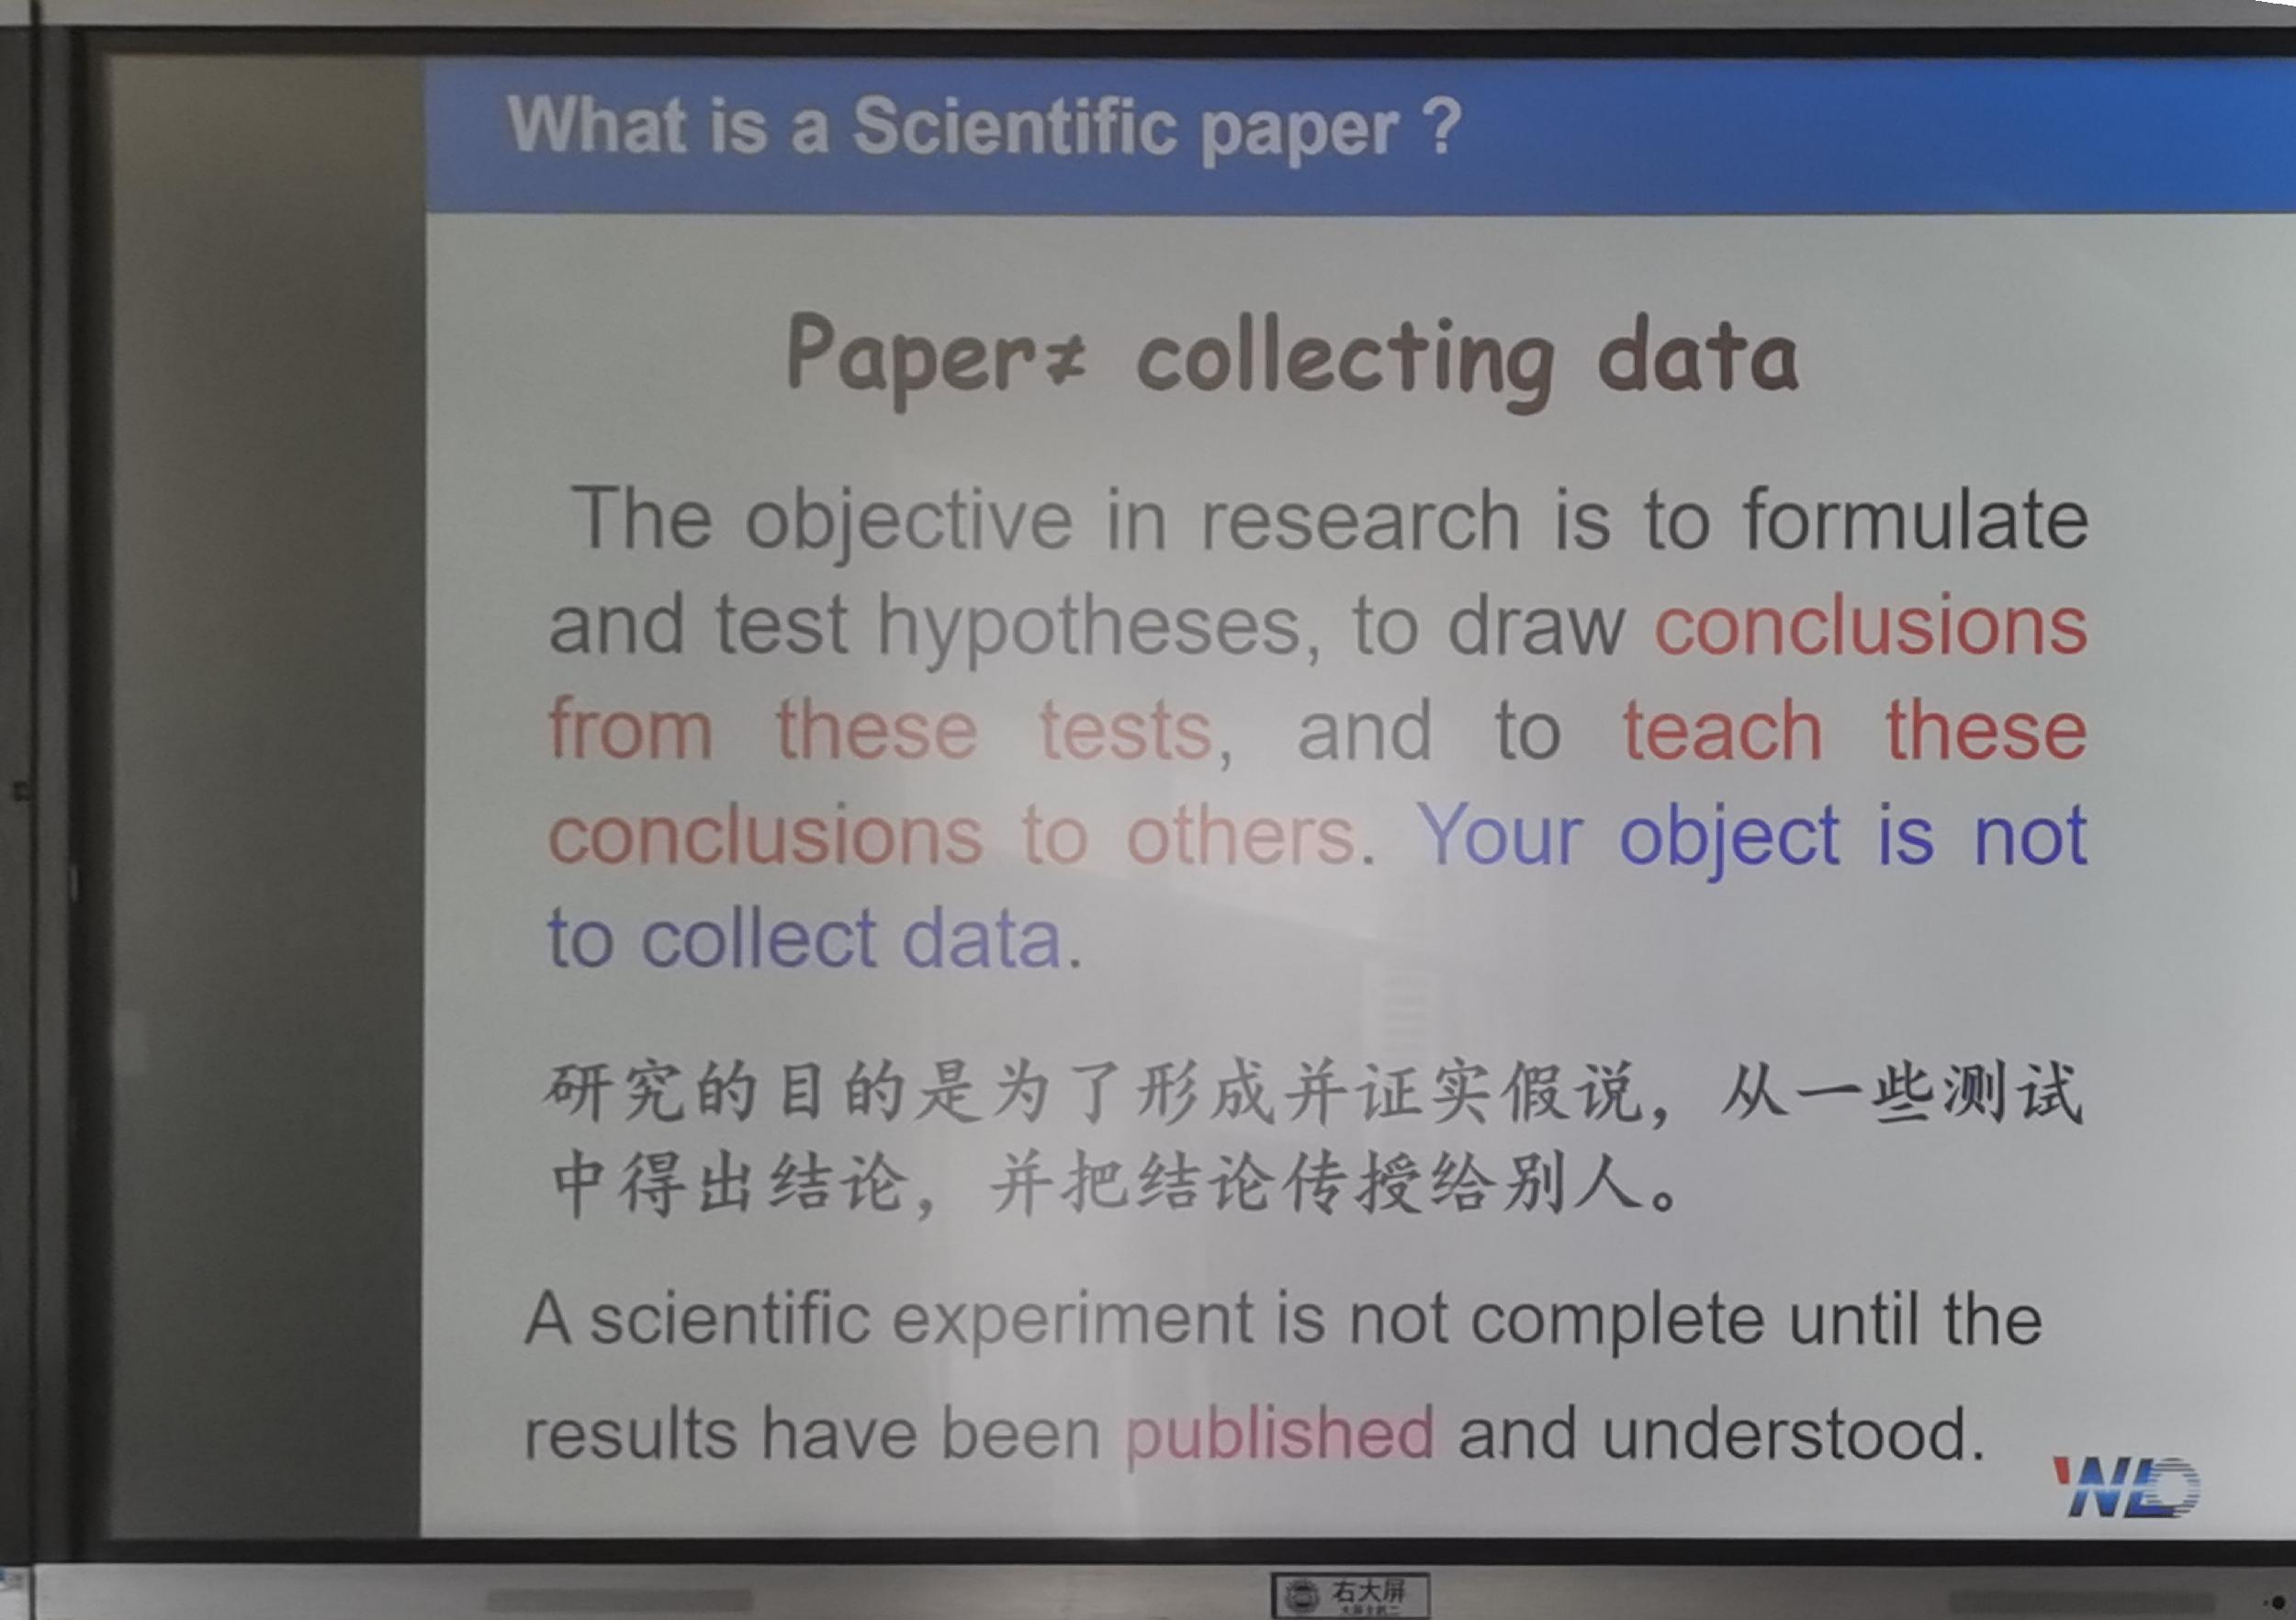 What is a Scientific paper ?
Paper≠ collecting data
The objective in research is to formulate
and test hypotheses, to draw conclusions
from these tests, and to teach these
conclusions to others. Your object is not
to collect data.
研究的目的是为了形成并证实假说，从一些测试
中得出结论，并把结论传授给别人。
A scientific experiment is not complete until the
results have been published and understood.
右大屏